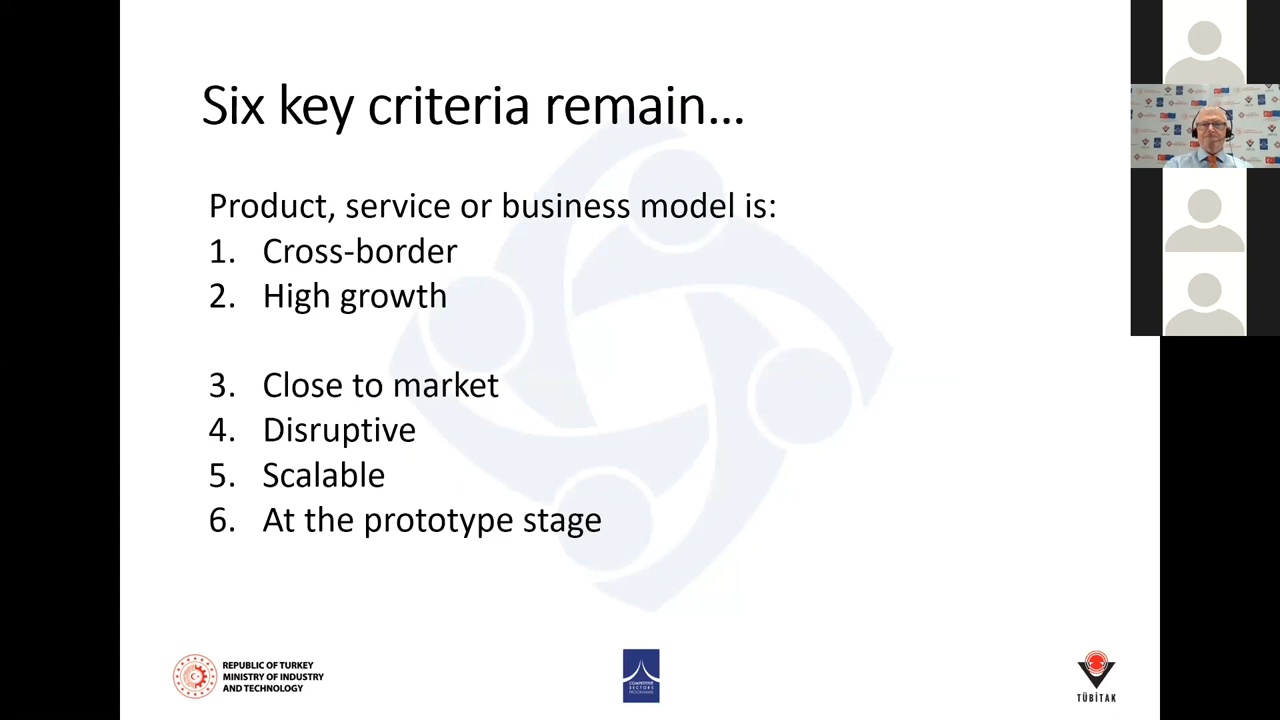 Six key criteria remain...
Product, service or business model is:
1. Cross-border
2. High growth
3. Close to market
4. Disruptive
5. Scalable
6. At the prototype stage
REPUBLIC OF TURKEY
MINISTRY OF INDUSTRY
AND TECHNOLOGY
COMPETITIVE
SECTORS
PROGRAMME
TÜBİTAK